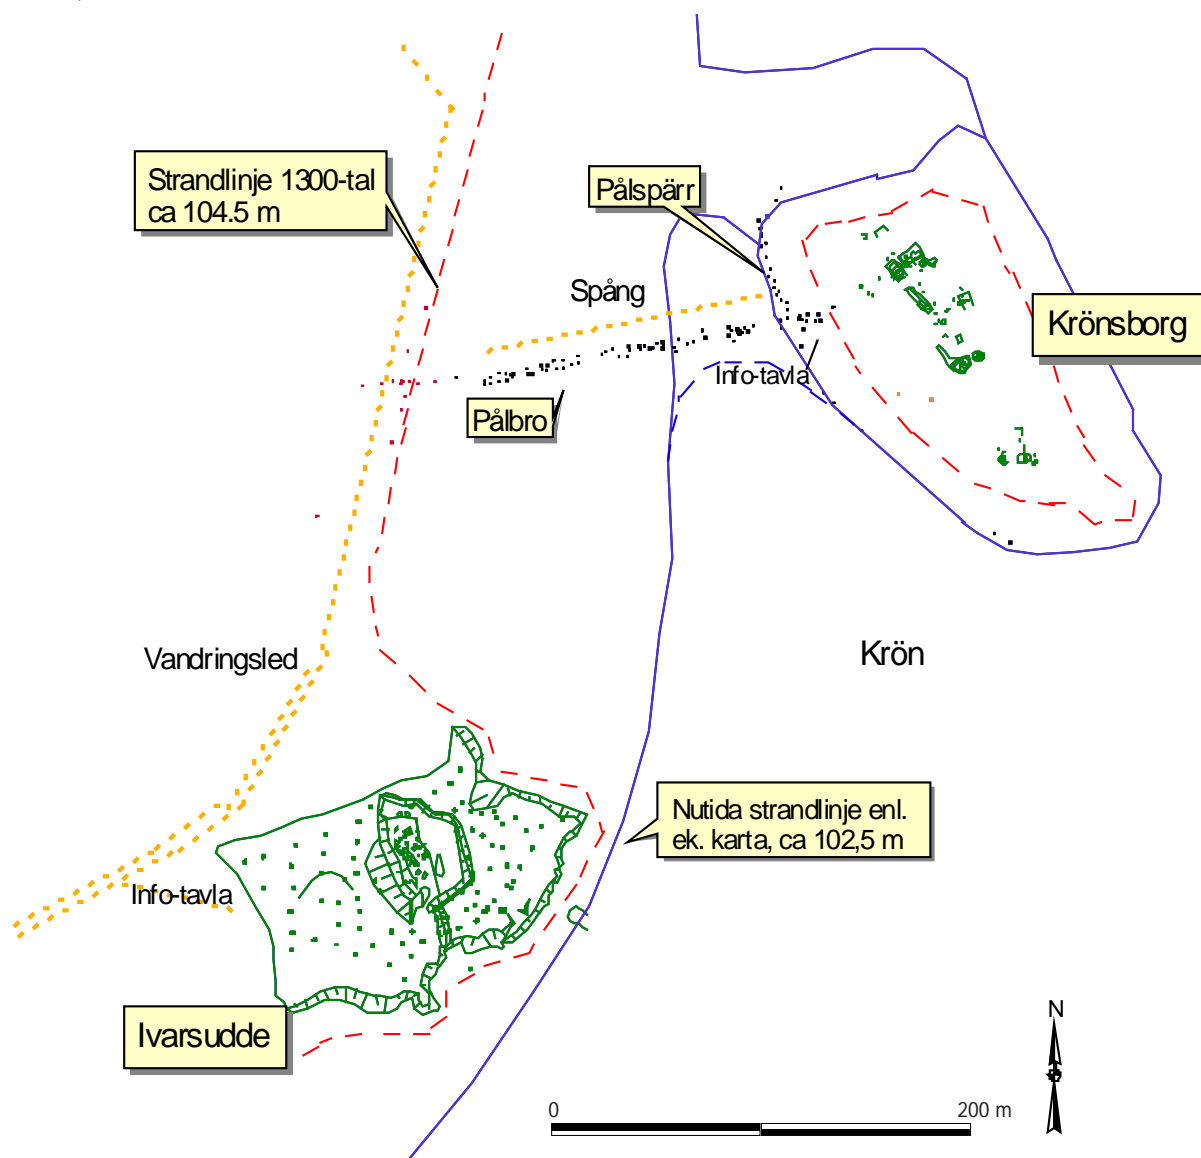 Strandlinje 1300-tal
ca 104.5 m
Pålspärr
Spång
Krönsborg
Info-tavla
Pålbro
Vandringsled
Krön
Nutida strandlinje enl.
ek. karta, ca 102,5 m
Info-tavla
Ivarsudde
N
0
200 m